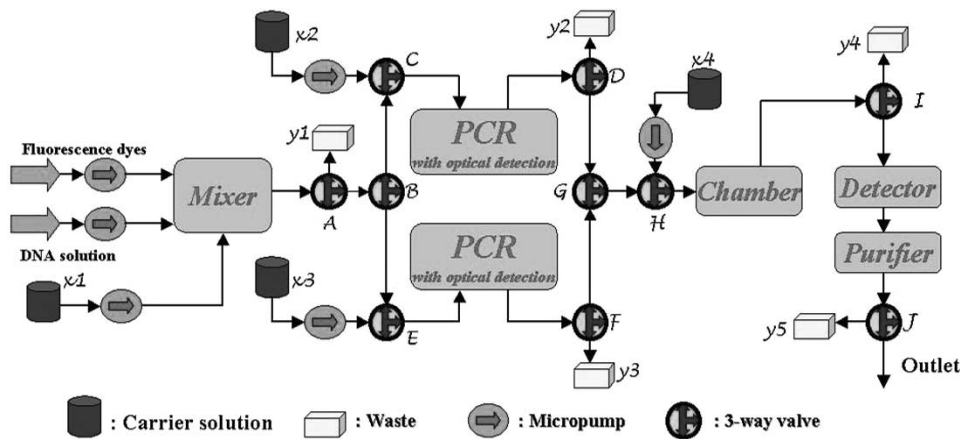 x2
C
y2
D
x4
y4
I
Fluorescence dyes
Mixer
y1
A
B
PCR
with optical detection
G
H
Chamber
Detector
DNA solution
x1
x3
E
PCR
with optical detection
F
y3
Purifier
y5
J
Outlet
: Carrier solution
: Waste
: Micropump
: 3-way valve